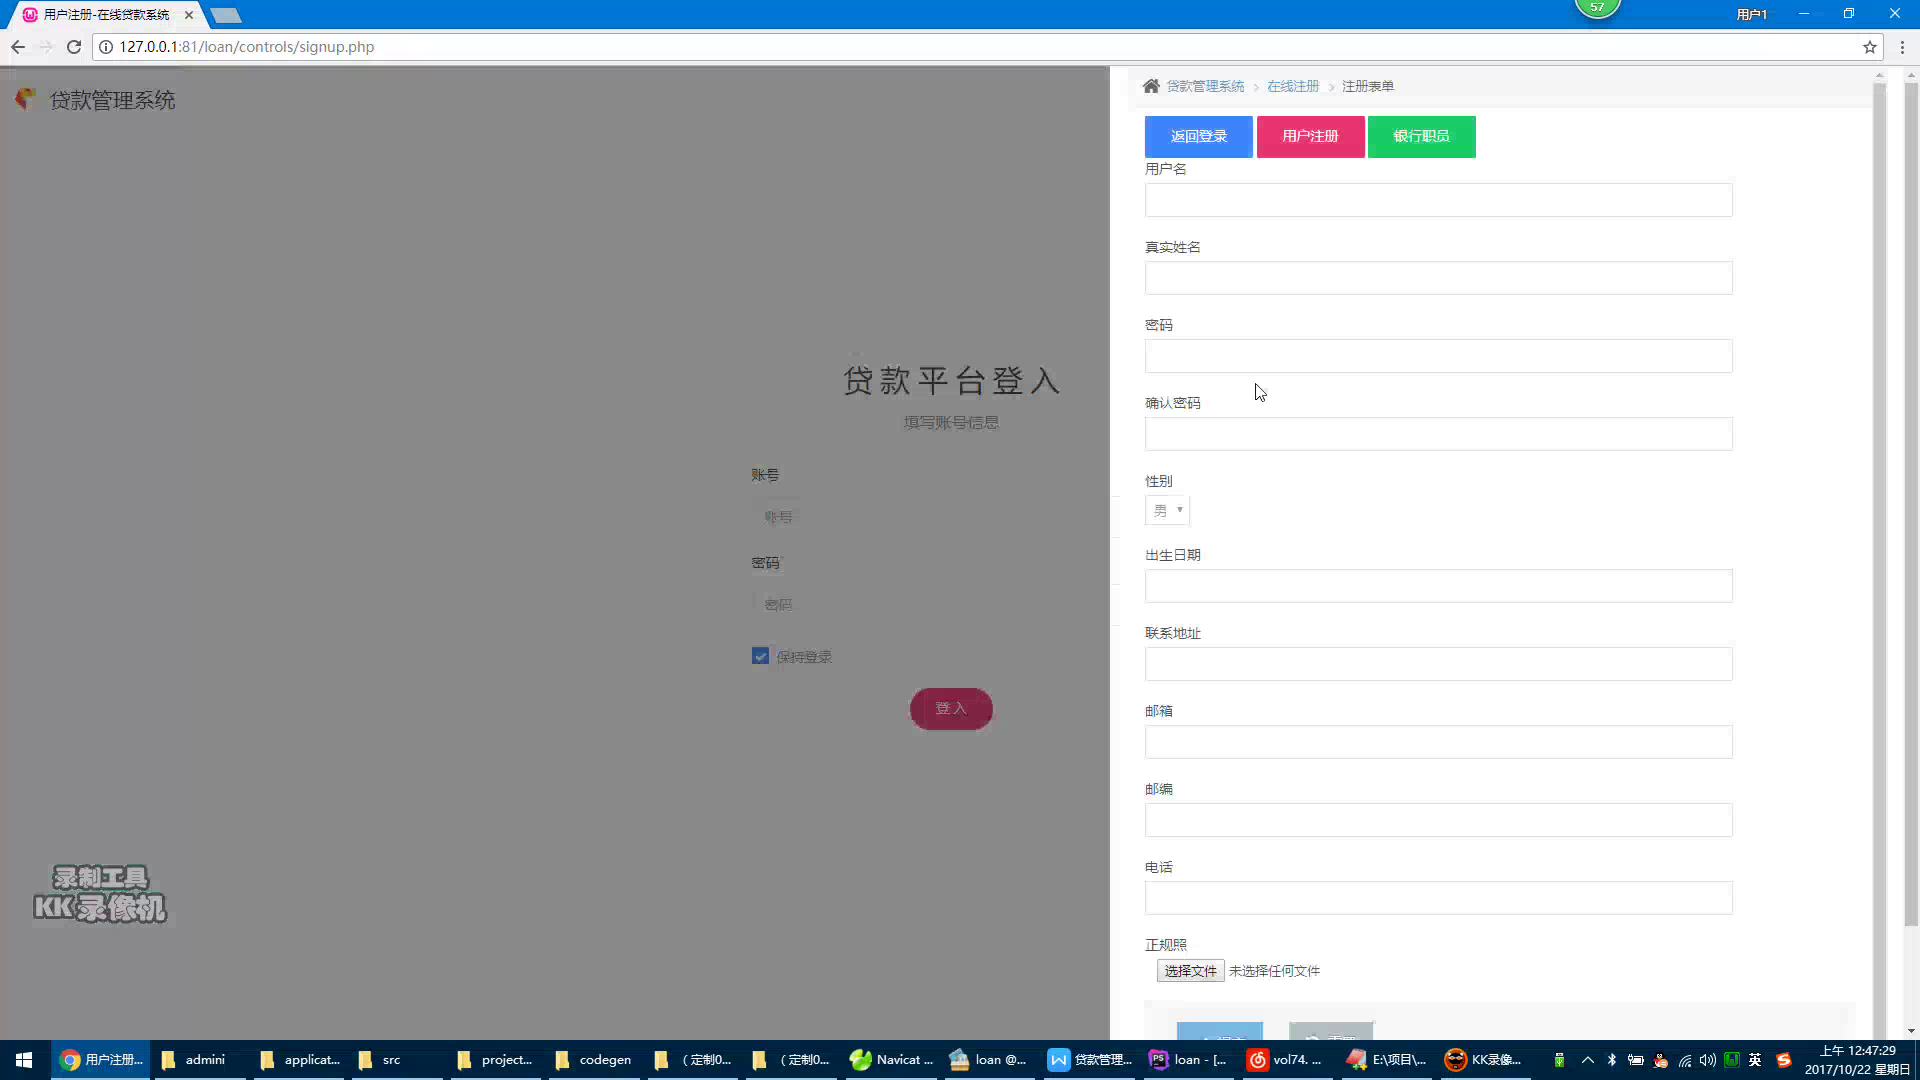 用户注册-在线贷款系统
57
用户1
127.0.0.1:81/loan/controls/signup.php
贷款管理系统
贷款管理系统 > 在线注册 > 注册表单
返回登录 用户注册 银行职员
用户名
真实姓名
密码
确认密码
性别
男
出生日期
联系地址
邮箱
邮编
电话
正规照
选择文件 未选择任何文件
贷款平台登入
填写账号信息
账号
账号
密码
密码
保持登录
登入
录制工具
KK 录像机
用户注册...
admini
applicat...
src
project...
codegen
（定制0...
（定制0...
Navicat ...
loan @...
贷款管理...
loan - [...
vol74. ...
E:\项目\...
KK录像...
英
上午 12:47:29
2017/10/22 星期日